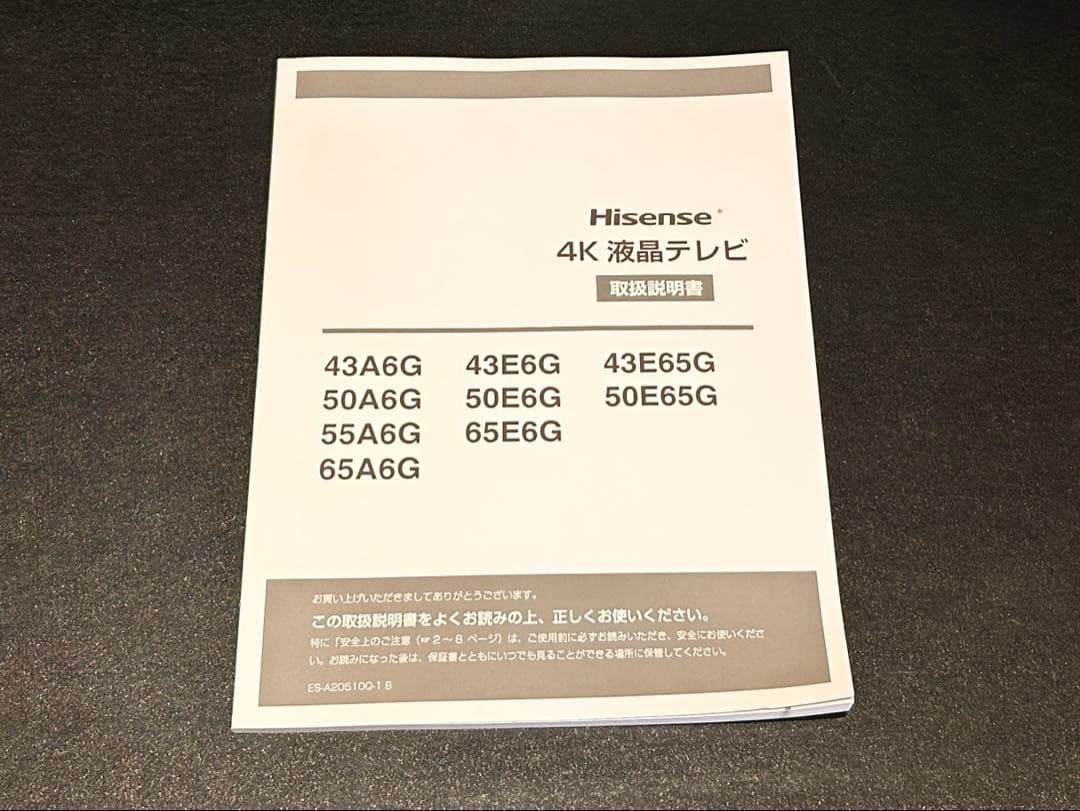 Hisense®
4K 液晶テレビ
取扱説明書
43A6G 43E6G 43E65G
50A6G 50E6G 50E65G
55A6G 65E6G
65A6G
お買い上げいただきましてありがとうございます。
この取扱説明書をよくお読みの上、正しくお使いください。
特に「安全上のご注意(☞ 2～8 ページ)は、ご使用前に必ずお読みいただき、安全にお使いくださ
い。お読みになった後は、保証書とともにいつでも見ることができる場所に保管してください。
ES-A20510Q-1 B